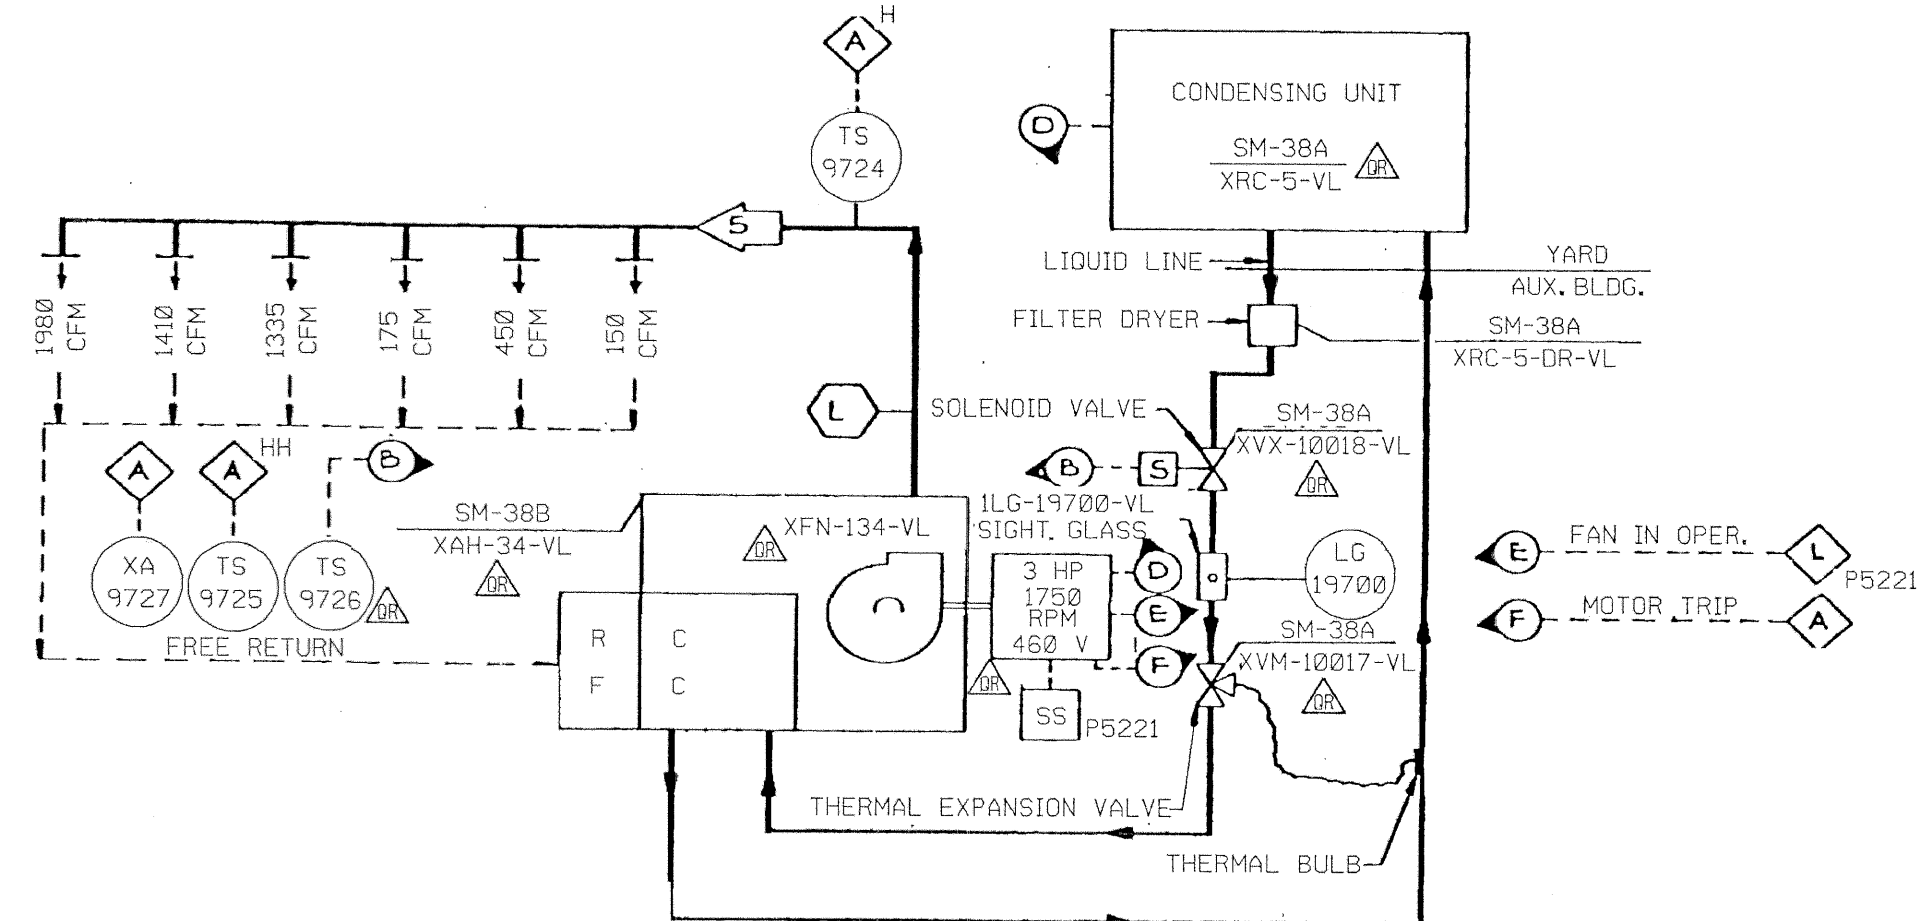 H
A
TS
9724
CONDENSING UNIT
SM-38A
XRC-5-VL
QR
D
S
LIQUID LINE
YARD
AUX. BLDG.
FILTER DRYER
SM-38A
XRC-5-DR-VL
1980
CFM
1410
CFM
1335
CFM
175
CFM
450
CFM
150
CFM
L
SOLENOID VALVE
SM-38A
XVX-10018-VL
QR
B
S
A
A
HH
B
XA
9727
TS
9725
TS
9726
QR
FREE RETURN
SM-38B
XAH-34-VL
QR
XFN-134-VL
QR
1LG-19700-VL
SIGHT. GLASS
LG
19700
3 HP
1750
RPM
460 V
D
E
F
QR
SS
P5221
R
F
C
C
SM-38A
XVM-10017-VL
QR
E
FAN IN OPER.
L
P5221
F
MOTOR TRIP
A
THERMAL EXPANSION VALVE
THERMAL BULB